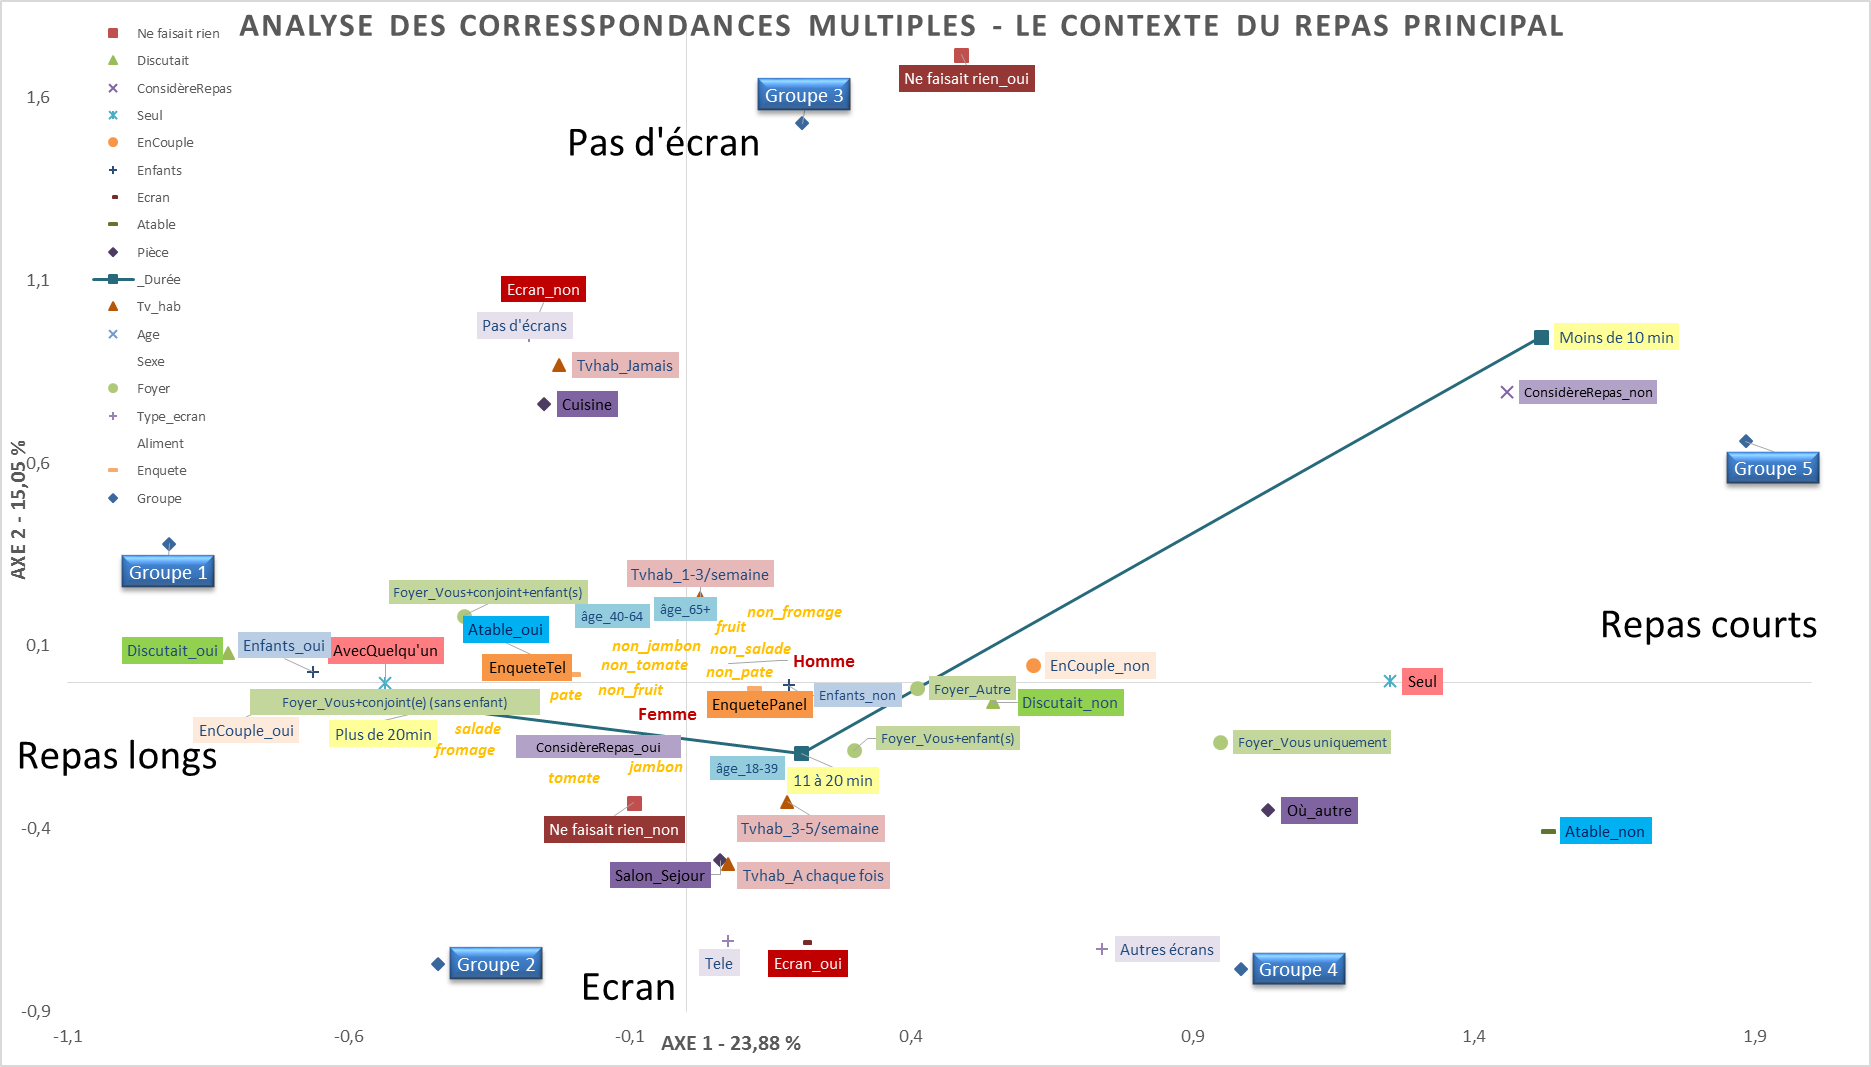 ANALYSE DES CORRESSPONDANCES MULTIPLES - LE CONTEXTE DU REPAS PRINCIPAL
Ne faisait rien
Discutait
ConsidèreRepas
Seul
EnCouple
Enfants
Ecran
Atable
Pièce
_Durée
Tv_hab
Age
Sexe
Foyer
Type_ecran
Aliment
Enquete
Groupe
1,6
1,1
0,6
0,1
-0,4
-0,9
AXE 2 - 15,05 %
Ne faisait rien_oui
Groupe 3
Pas d'écran
Ecran_non
Pas d'écrans
Tvhab_Jamais
Cuisine
Moins de 10 min
ConsidèreRepas_non
Groupe 5
Groupe 1
Tvhab_1-3/semaine
Foyer_Vous+conjoint+enfant(s)
âge_40-64
âge_65+
non_fromage
fruit
Repas courts
Atable_oui
Discutait_oui
Enfants_oui
AvecQuelqu'un
non_jambon
non_salade
EnqueteTel
non_tomate
Homme
non_pate
EnCouple_non
Seul
pate
non_fruit
Enfants_non
Foyer_Autre
Foyer_Vous+conjoint(e) (sans enfant)
EnquetePanel
Discutait_non
Femme
EnCouple_oui
Plus de 20min
salade
Repas longs
fromage
ConsidèreRepas_oui
Foyer_Vous+enfant(s)
Foyer_Vous uniquement
jambon
tomate
âge_18-39
11 à 20 min
Où_autre
Ne faisait rien_non
Tvhab_3-5/semaine
Atable_non
Salon_Sejour
Tvhab_A chaque fois
Groupe 2
Tele
Ecran_oui
Autres écrans
Groupe 4
Ecran
-1,1
-0,6
-0,1
0,4
0,9
1,4
1,9
AXE 1 - 23,88 %